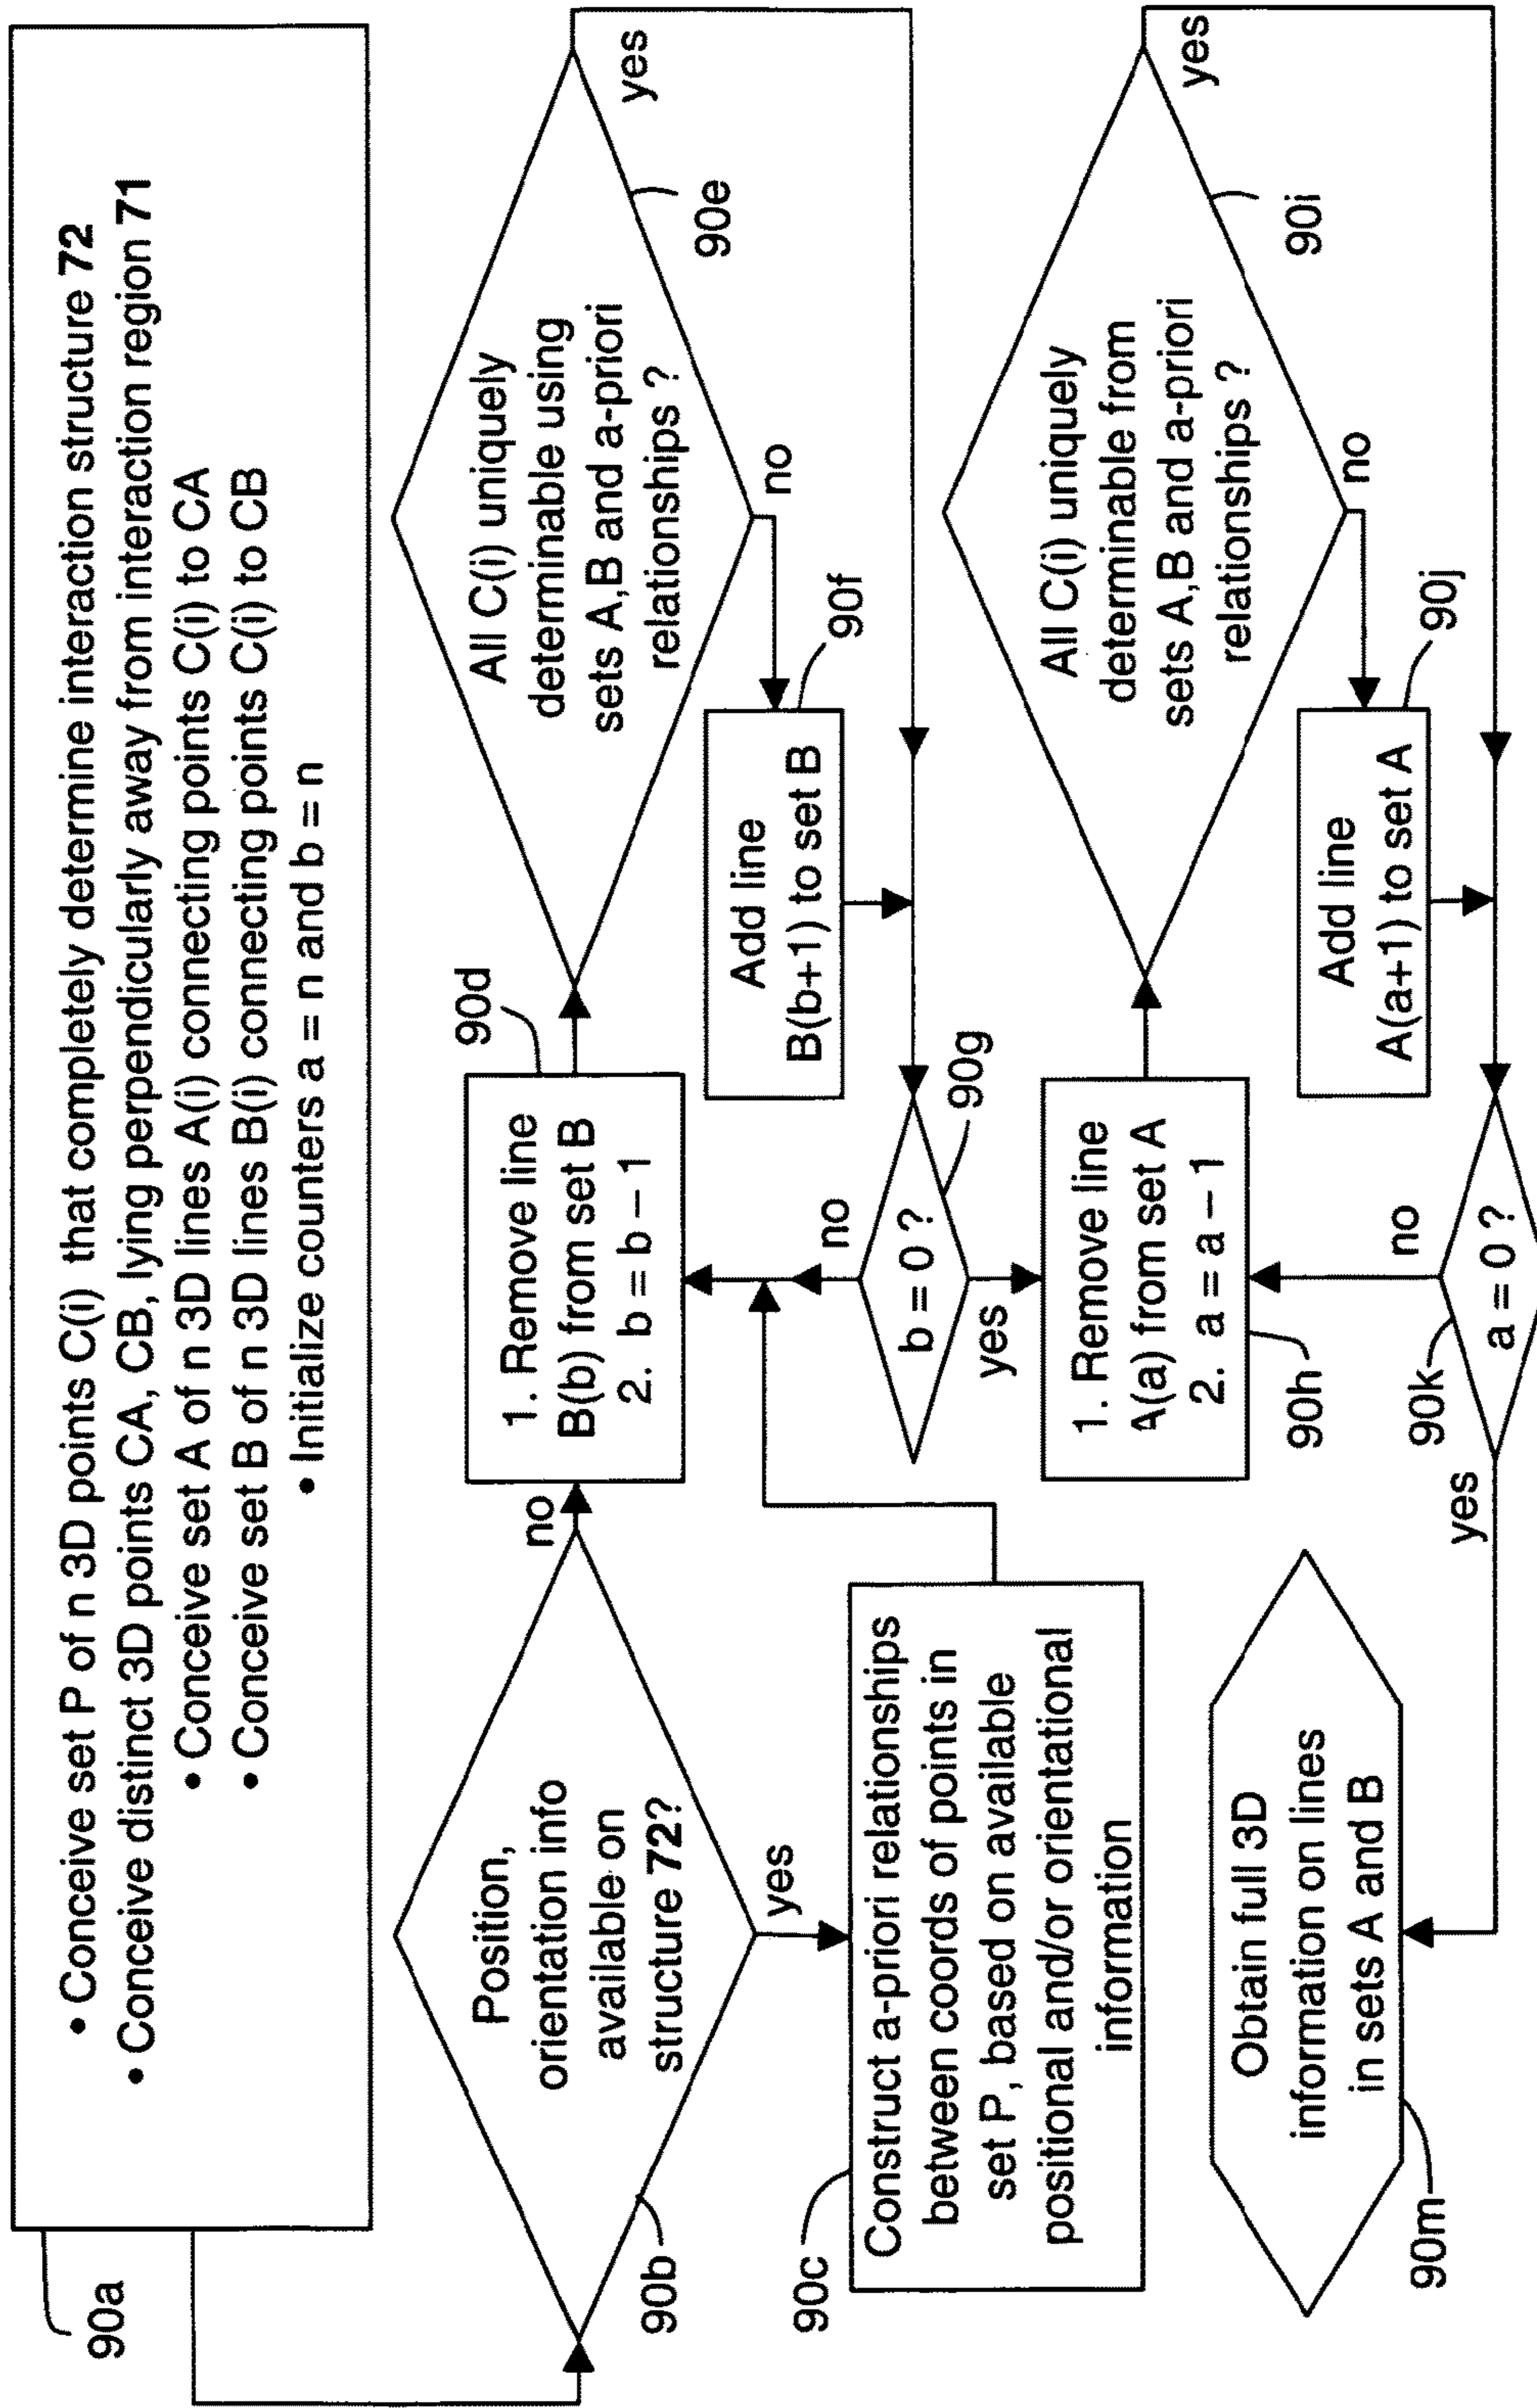 • Conceive set P of n 3D points C(i) that completely determine interaction structure 72
• Conceive distinct 3D points CA, CB, lying perpendicularly away from interaction region 71
• Conceive set A of n 3D lines A(i) connecting points C(i) to CA
• Conceive set B of n 3D lines B(i) connecting points C(i) to CB
• Initialize counters a = n and b = n
90a
Position,
orientation info
available on
structure 72?
90b
no
yes
Construct a-priori relationships
between coords of points in
set P, based on available
positional and/or orientational
information
90c
1. Remove line
B(b) from set B
2. b = b – 1
90d
All C(i) uniquely
determinable using
sets A,B and a-priori
relationships ?
90e
yes
no
Add line
B(b+1) to set B
90f
b = 0 ?
90g
no
yes
1. Remove line
A(a) from set A
2. a = a – 1
90h
All C(i) uniquely
determinable from
sets A,B and a-priori
relationships ?
90i
yes
no
Add line
A(a+1) to set A
90j
a = 0 ?
90k
no
yes
Obtain full 3D
information on lines
in sets A and B
90m